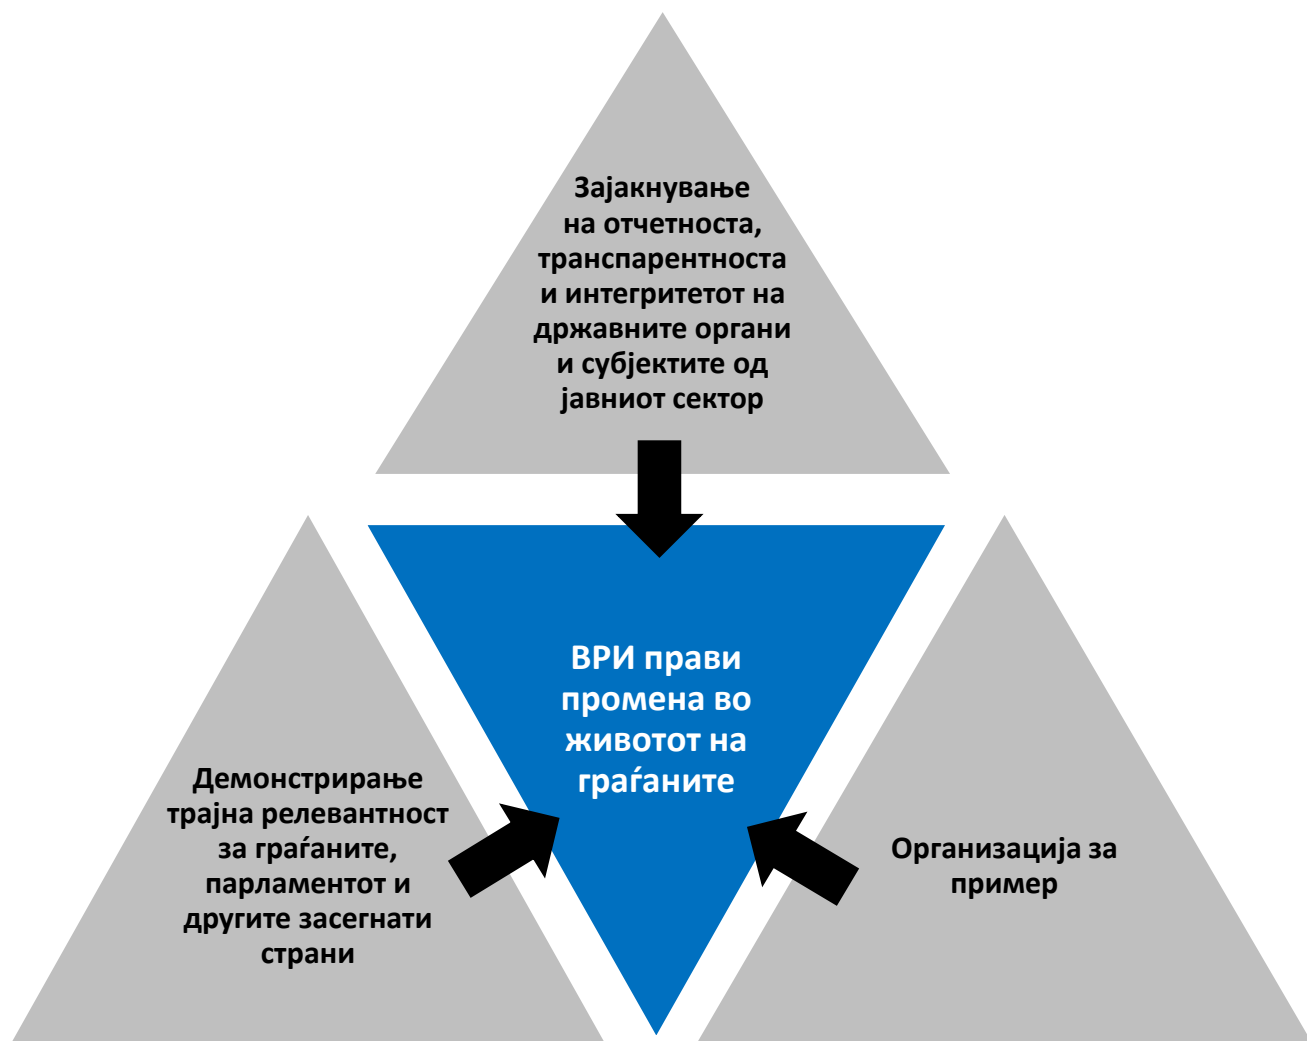 Зајакнување
на отчетноста,
транспарентноста
и интегритетот на
државните органи
и субјектите од
јавниот сектор
ВРИ прави
промена во
животот на
граѓаните
Демонстрирање
трајна релевантност
за граѓаните,
парламентот и
другите засегнати
страни
Организација за
пример